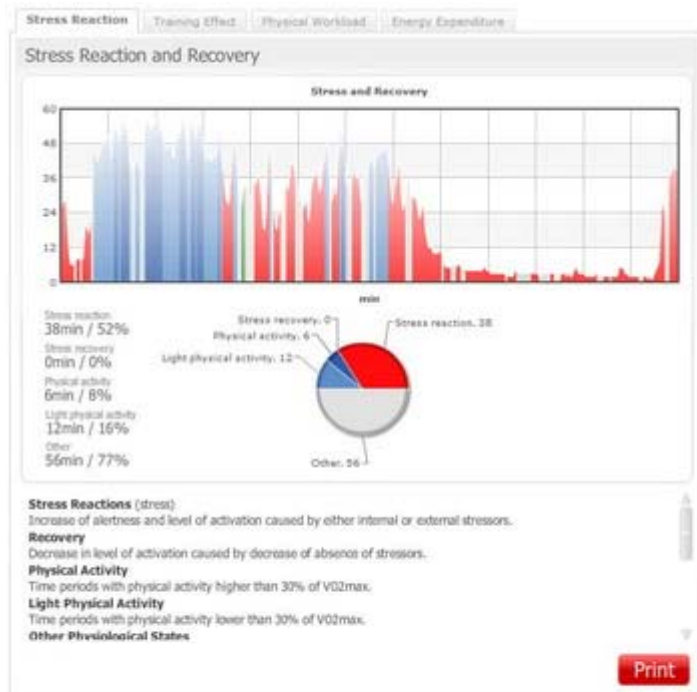 Stress Reaction
Training Effect
Physical Workload
Energy Expenditure
Stress Reaction and Recovery
Stress and Recovery
60
48
36
24
12
0
min
Stress reaction
38min / 52%
Stress recovery
0min / 0%
Physical activity
6min / 8%
Light physical activity
12min / 16%
Other
56min / 77%
Stress recovery, 0
Physical activity, 6
Light physical activity, 12
Stress reaction, 38
Other, 56
Stress Reactions (stress)
Increase of alertness and level of activation caused by either internal or external stressors.
Recovery
Decrease in level of activation caused by decrease of absence of stressors.
Physical Activity
Time periods with physical activity higher than 30% of V02max.
Light Physical Activity
Time periods with physical activity lower than 30% of V02max.
Other Physiological States
Print